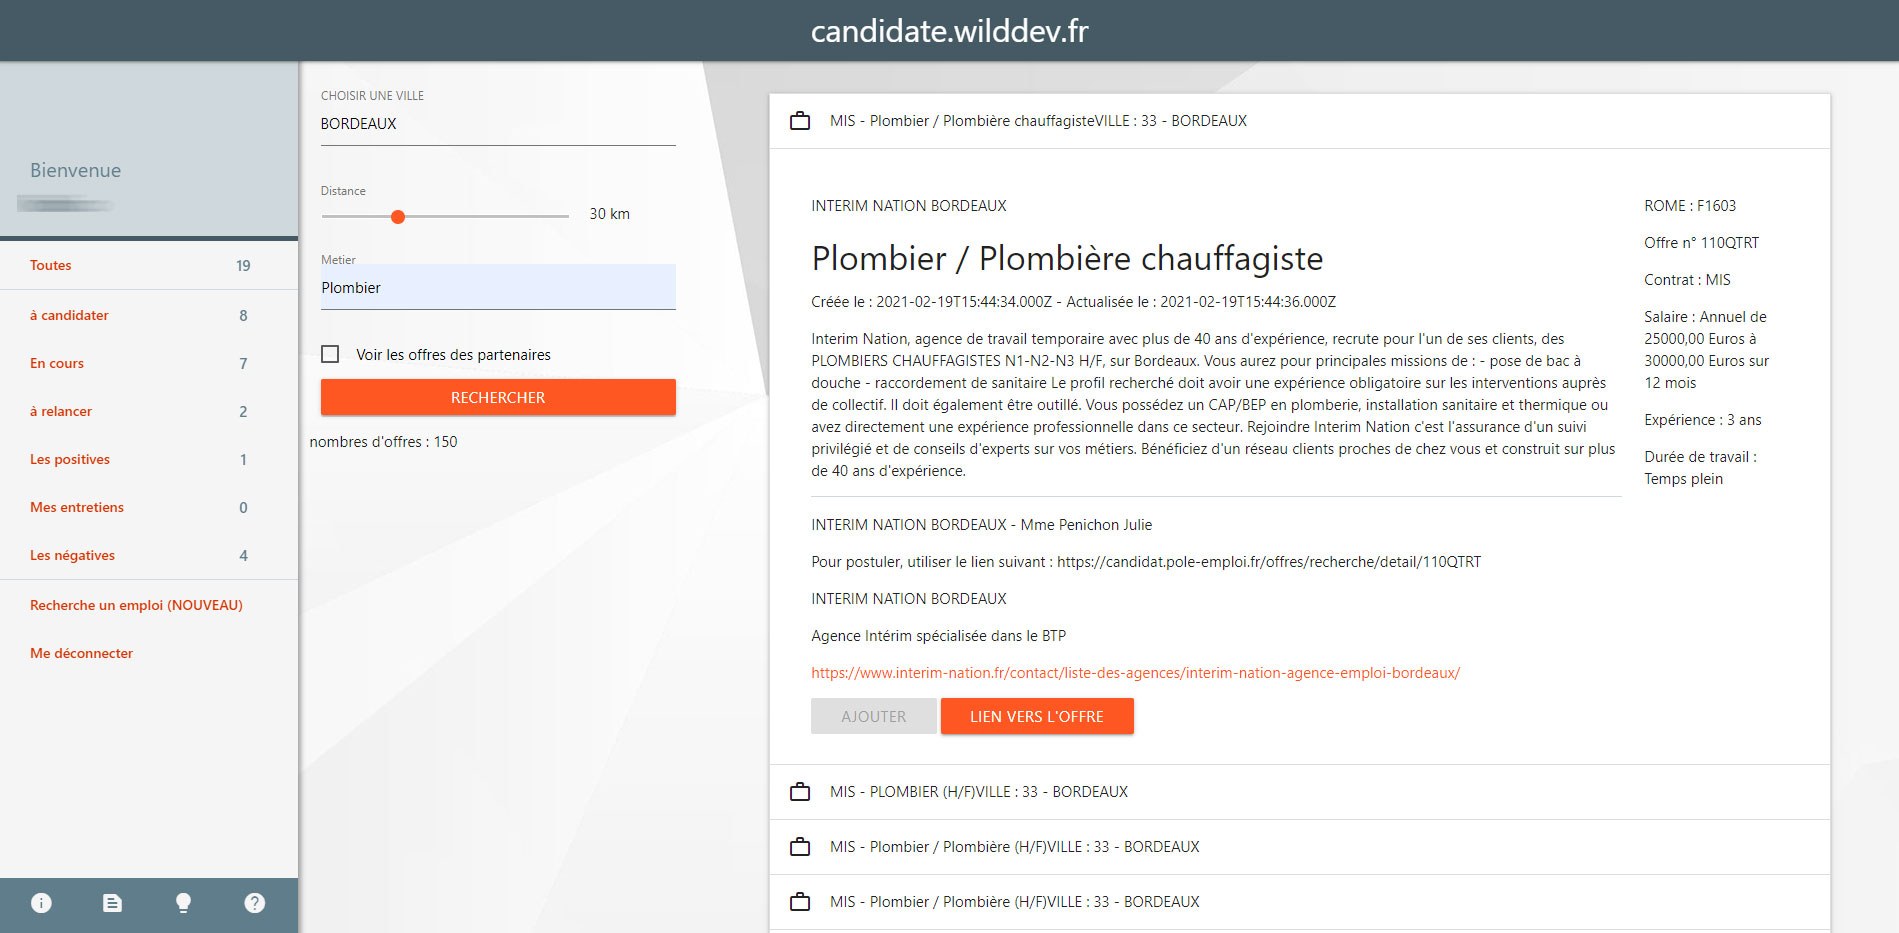 candidate.wilddev.fr
Bienvenue
Toutes 19
à candidater 8
En cours 7
à relancer 2
Les positives 1
Mes entretiens 0
Les négatives 4
Recherche un emploi (NOUVEAU)
Me déconnecter
CHOISIR UNE VILLE
BORDEAUX
Distance
30 km
Metier
Plombier
Voir les offres des partenaires
RECHERCHER
nombres d'offres : 150
MIS - Plombier / Plombière chauffagisteVILLE : 33 - BORDEAUX
INTERIM NATION BORDEAUX
Plombier / Plombière chauffagiste
Créée le : 2021-02-19T15:44:34.000Z - Actualisée le : 2021-02-19T15:44:36.000Z
Interim Nation, agence de travail temporaire avec plus de 40 ans d'expérience, recrute pour l'un de ses clients, des
PLOMBIERS CHAUFFAGISTES N1-N2-N3 H/F, sur Bordeaux. Vous aurez pour principales missions de : - pose de bac à
douche - raccordement de sanitaire Le profil recherché doit avoir une expérience obligatoire sur les interventions auprès
de collectif. Il doit également être outillé. Vous possédez un CAP/BEP en plomberie, installation sanitaire et thermique ou
avez directement une expérience professionnelle dans ce secteur. Rejoindre Interim Nation c'est l'assurance d'un suivi
privilégié et de conseils d'experts sur vos métiers. Bénéficiez d'un réseau clients proches de chez vous et construit sur plus
de 40 ans d'expérience.
INTERIM NATION BORDEAUX - Mme Penichon Julie
Pour postuler, utiliser le lien suivant : https://candidat.pole-emploi.fr/offres/recherche/detail/110QTRT
INTERIM NATION BORDEAUX
Agence Intérim spécialisée dans le BTP
https://www.interim-nation.fr/contact/liste-des-agences/interim-nation-agence-emploi-bordeaux/
AJOUTER
LIEN VERS L'OFFRE
ROME : F1603
Offre n° 110QTRT
Contrat : MIS
Salaire : Annuel de
25000,00 Euros à
30000,00 Euros sur
12 mois
Expérience : 3 ans
Durée de travail :
Temps plein
MIS - PLOMBIER (H/F)VILLE : 33 - BORDEAUX
MIS - Plombier / Plombière (H/F)VILLE : 33 - BORDEAUX
MIS - Plombier / Plombière (H/F)VILLE : 33 - BORDEAUX